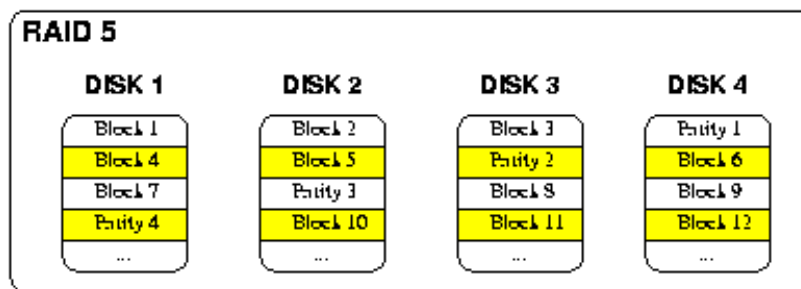 RAID 5
DISK 1 DISK 2 DISK 3 DISK 4
Block 1 Block 2 Block 3 Parity 1
Block 4 Block 5 Parity 2 Block 6
Block 7 Parity 3 Block 8 Block 9
Parity 4 Block 10 Block 11 Block 12
... ... ... ...